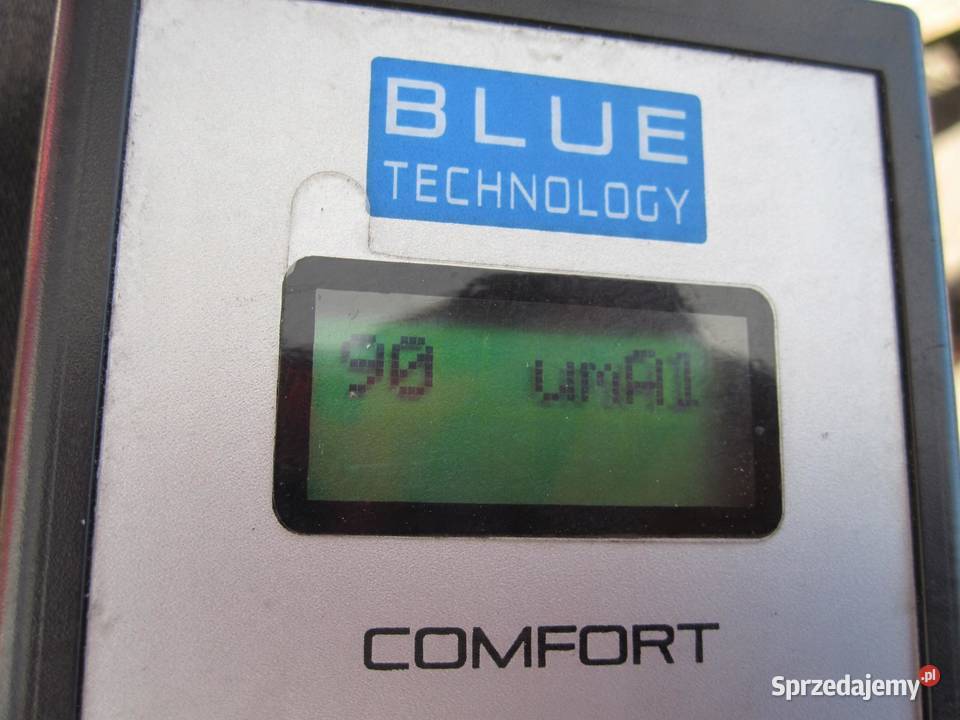 BLUE
TECHNOLOGY
90 umA1
COMFORT
Sprzedajemy.pl